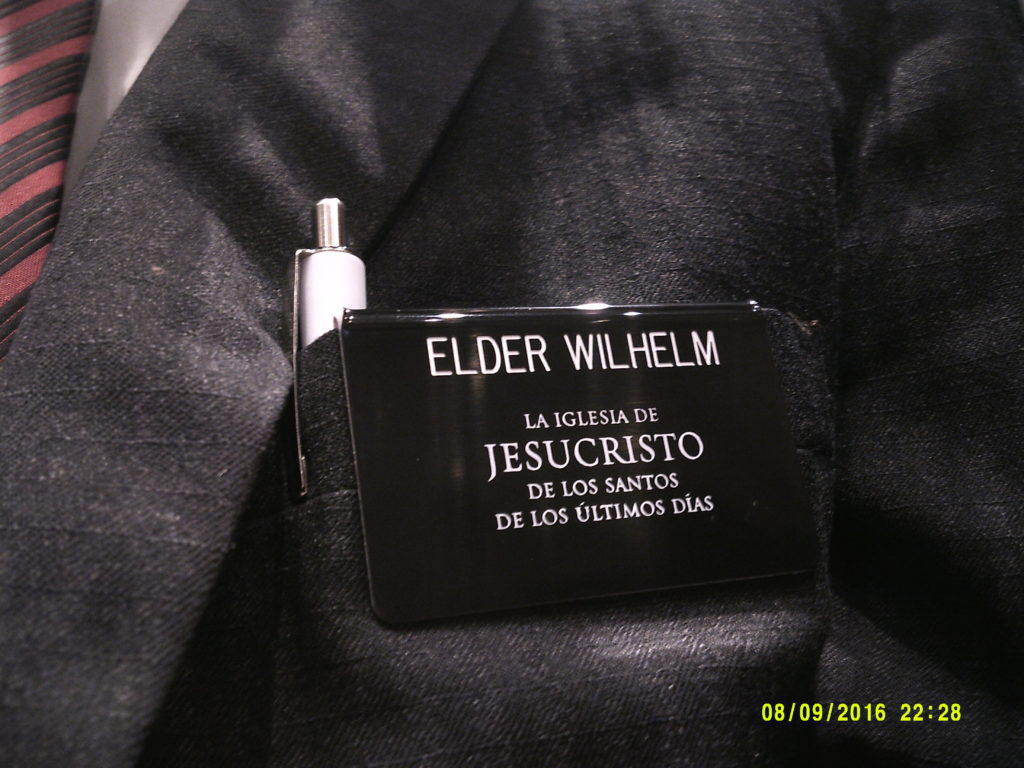 ELDER WILHELM
LA IGLESIA DE
JESUCRISTO
DE LOS SANTOS
DE LOS ÚLTIMOS DÍAS
08/09/2016 22:28